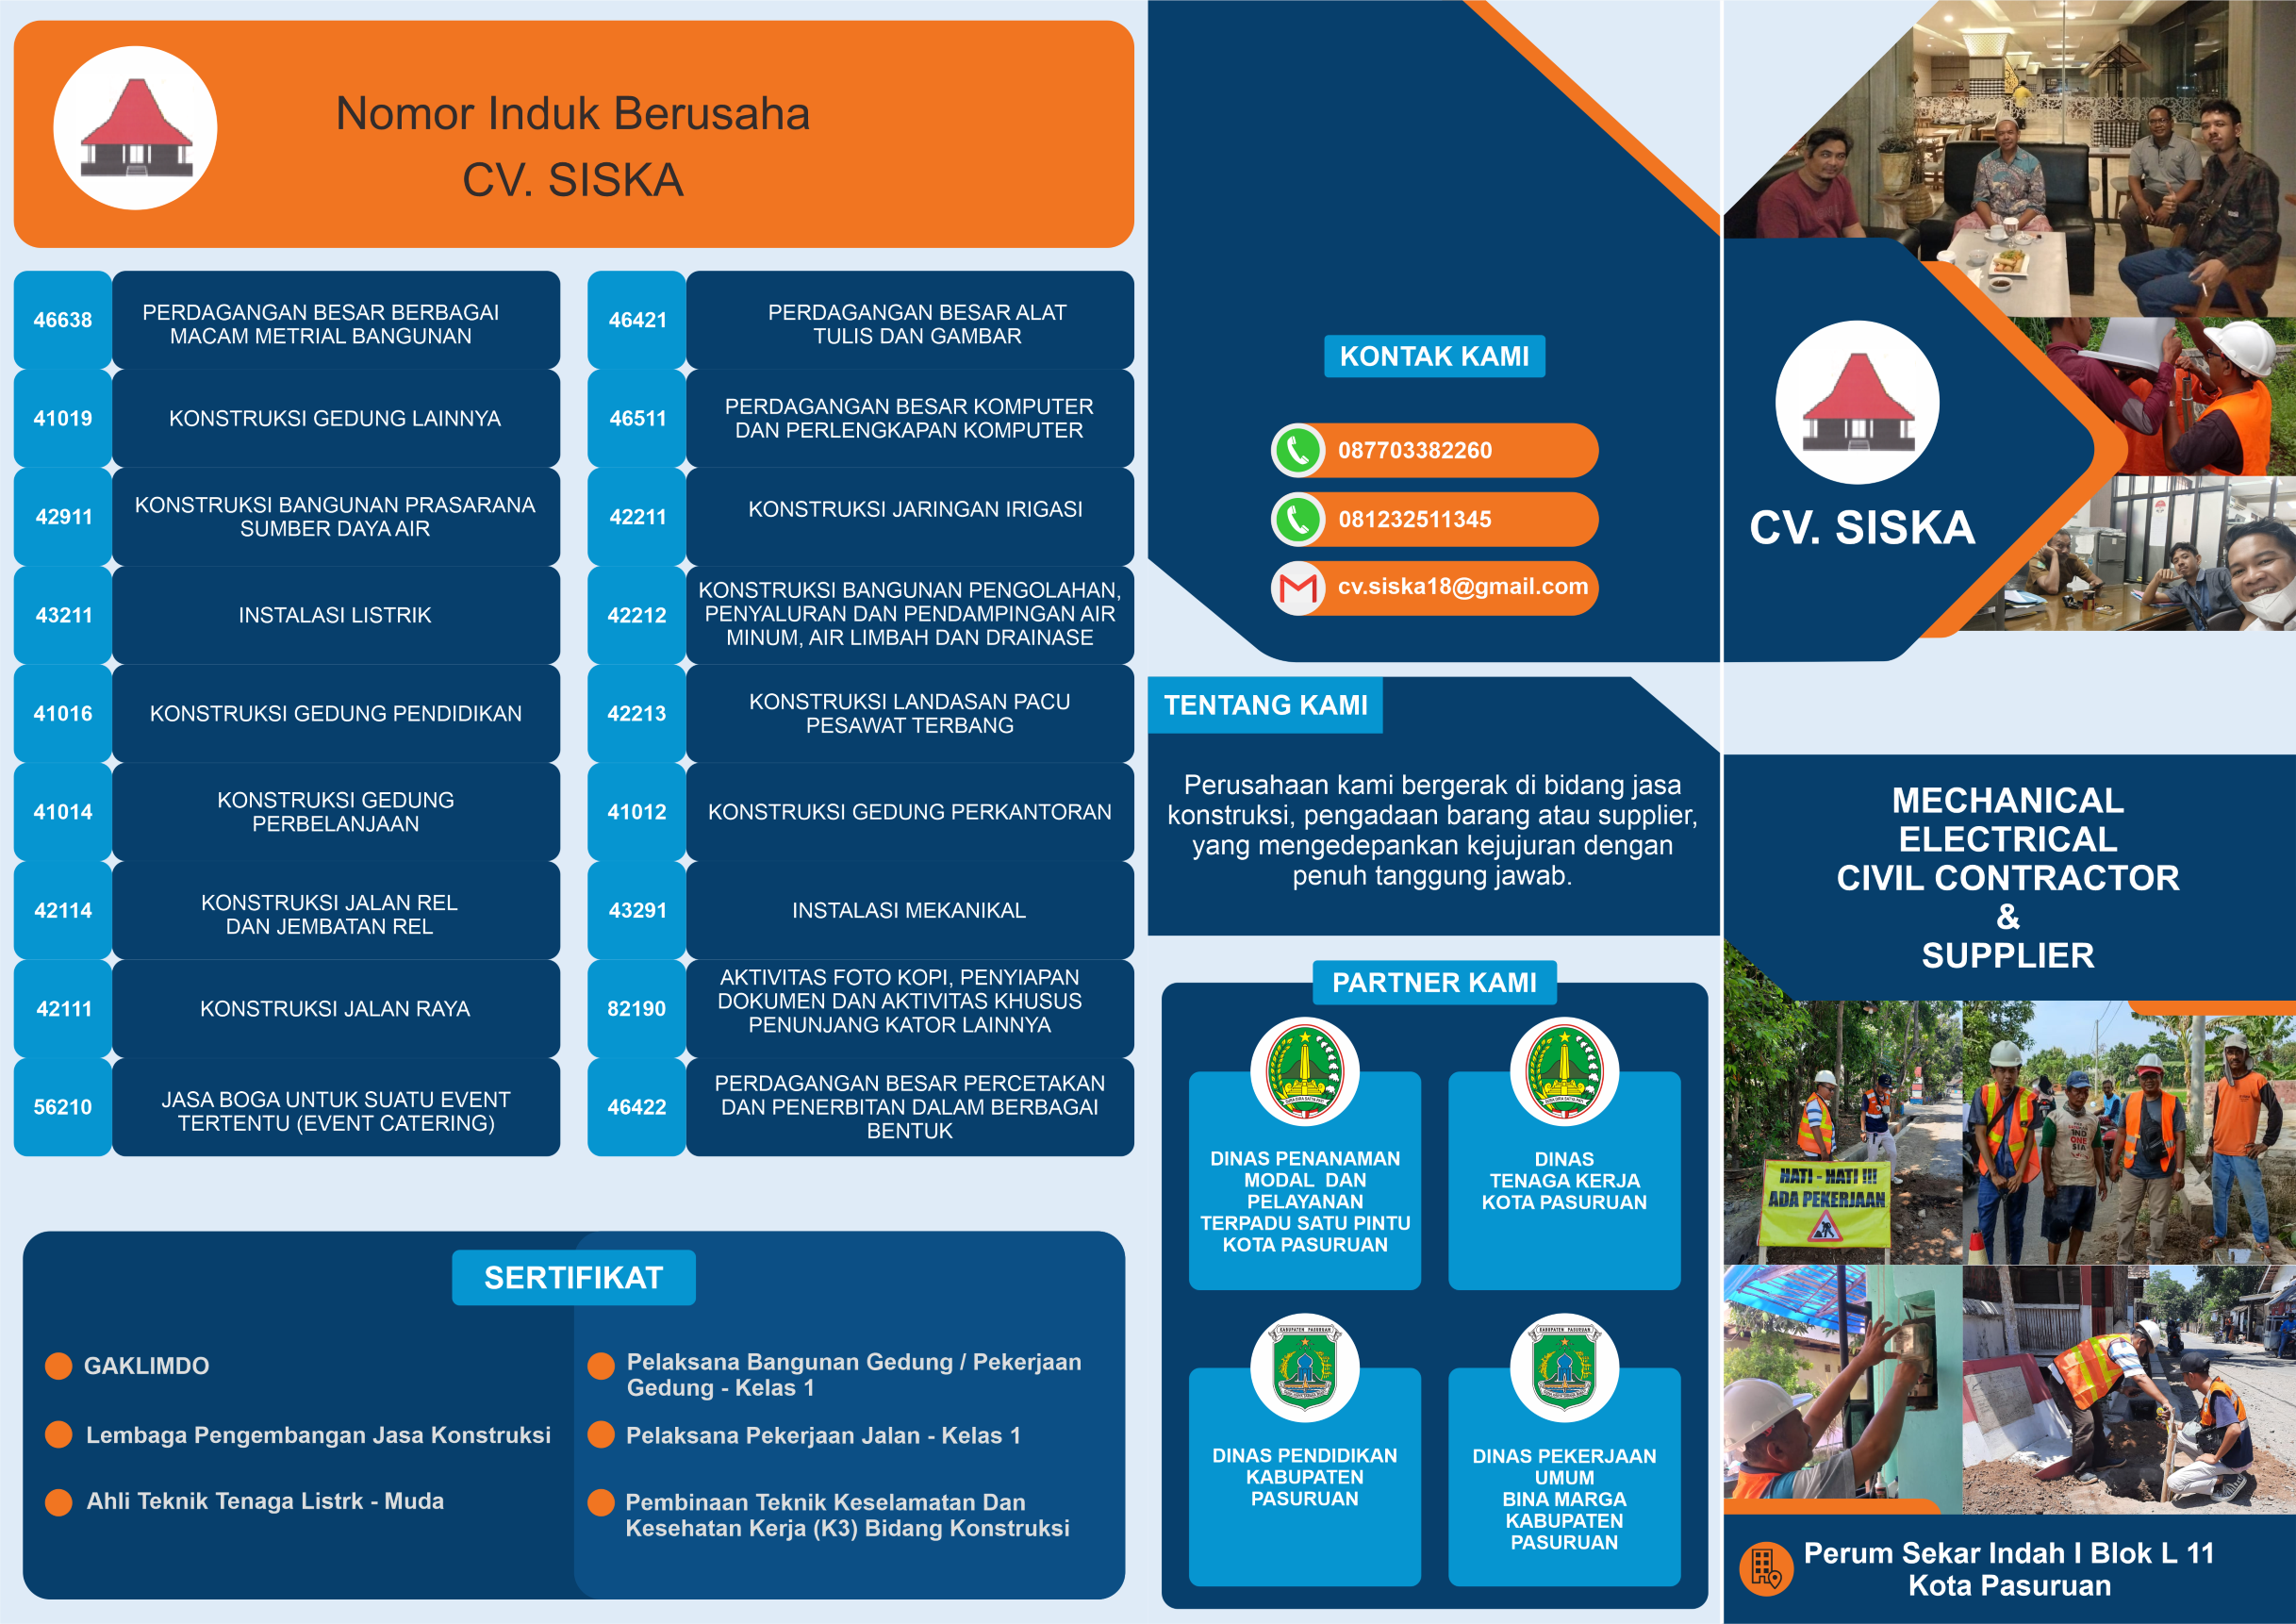 Nomor Induk Berusaha
CV. SISKA
46638
PERDAGANGAN BESAR BERBAGAI
MACAM METRIAL BANGUNAN
41019
KONSTRUKSI GEDUNG LAINNYA
42911
KONSTRUKSI BANGUNAN PRASARANA
SUMBER DAYA AIR
43211
INSTALASI LISTRIK
41016
KONSTRUKSI GEDUNG PENDIDIKAN
41014
KONSTRUKSI GEDUNG
PERBELANJAAN
42114
KONSTRUKSI JALAN REL
DAN JEMBATAN REL
42111
KONSTRUKSI JALAN RAYA
56210
JASA BOGA UNTUK SUATU EVENT
TERTENTU (EVENT CATERING)
46421
PERDAGANGAN BESAR ALAT
TULIS DAN GAMBAR
46511
PERDAGANGAN BESAR KOMPUTER
DAN PERLENGKAPAN KOMPUTER
42211
KONSTRUKSI JARINGAN IRIGASI
42212
KONSTRUKSI BANGUNAN PENGOLAHAN,
PENYALURAN DAN PENDAMPINGAN AIR
MINUM, AIR LIMBAH DAN DRAINASE
42213
KONSTRUKSI LANDASAN PACU
PESAWAT TERBANG
41012
KONSTRUKSI GEDUNG PERKANTORAN
43291
INSTALASI MEKANIKAL
82190
AKTIVITAS FOTO KOPI, PENYIAPAN
DOKUMEN DAN AKTIVITAS KHUSUS
PENUNJANG KATOR LAINNYA
46422
PERDAGANGAN BESAR PERCETAKAN
DAN PENERBITAN DALAM BERBAGAI
BENTUK
SERTIFIKAT
GAKLIMDO
Lembaga Pengembangan Jasa Konstruksi
Ahli Teknik Tenaga Listrk - Muda
Pelaksana Bangunan Gedung / Pekerjaan
Gedung - Kelas 1
Pelaksana Pekerjaan Jalan - Kelas 1
Pembinaan Teknik Keselamatan Dan
Kesehatan Kerja (K3) Bidang Konstruksi
KONTAK KAMI
087703382260
081232511345
cv.siska18@gmail.com
TENTANG KAMI
Perusahaan kami bergerak di bidang jasa
konstruksi, pengadaan barang atau supplier,
yang mengedepankan kejujuran dengan
penuh tanggung jawab.
PARTNER KAMI
DINAS PENANAMAN
MODAL DAN
PELAYANAN
TERPADU SATU PINTU
KOTA PASURUAN
DINAS
TENAGA KERJA
KOTA PASURUAN
KABUPATEN PASURUAN
DINAS PENDIDIKAN
KABUPATEN
PASURUAN
KABUPATEN PASURUAN
DINAS PEKERJAAN
UMUM
BINA MARGA
KABUPATEN
PASURUAN
CV. SISKA
MECHANICAL
ELECTRICAL
CIVIL CONTRACTOR
&
SUPPLIER
HATI - HATI !!!
ADA PEKERJAAN
IND
ONE
SIA
Perum Sekar Indah I Blok L 11
Kota Pasuruan